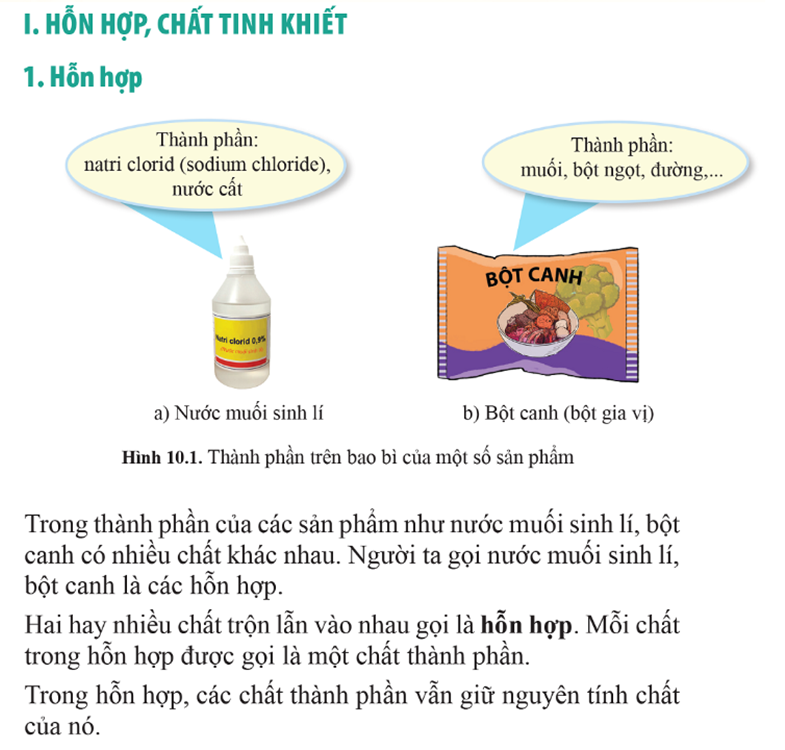 I. HỖN HỢP, CHẤT TINH KHIẾT
1. Hỗn hợp
Thành phần:
natri clorid (sodium chloride),
nước cất
Thành phần:
muối, bột ngọt, đường,...
BỘT CANH
Natri clorid 0,9%
a) Nước muối sinh lí
b) Bột canh (bột gia vị)
Hình 10.1. Thành phần trên bao bì của một số sản phẩm
Trong thành phần của các sản phẩm như nước muối sinh lí, bột
canh có nhiều chất khác nhau. Người ta gọi nước muối sinh lí,
bột canh là các hỗn hợp.
Hai hay nhiều chất trộn lẫn vào nhau gọi là hỗn hợp. Mỗi chất
trong hỗn hợp được gọi là một chất thành phần.
Trong hỗn hợp, các chất thành phần vẫn giữ nguyên tính chất
của nó.